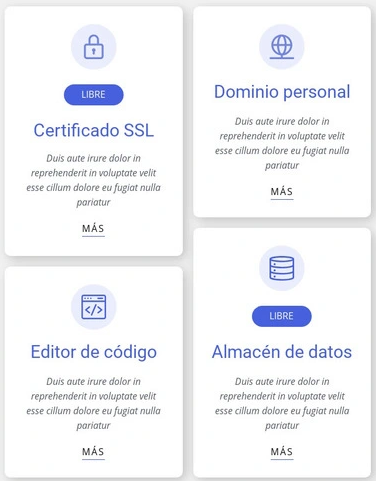 LIBRE
Certificado SSL
Duis aute irure dolor in
reprehenderit in voluptate velit
esse cillum dolore eu fugiat nulla
pariatur
MÁS
Dominio personal
Duis aute irure dolor in
reprehenderit in voluptate velit
esse cillum dolore eu fugiat nulla
pariatur
MÁS
Editor de código
Duis aute irure dolor in
reprehenderit in voluptate velit
esse cillum dolore eu fugiat nulla
pariatur
MÁS
LIBRE
Almacén de datos
Duis aute irure dolor in
reprehenderit in voluptate velit
esse cillum dolore eu fugiat nulla
pariatur
MÁS